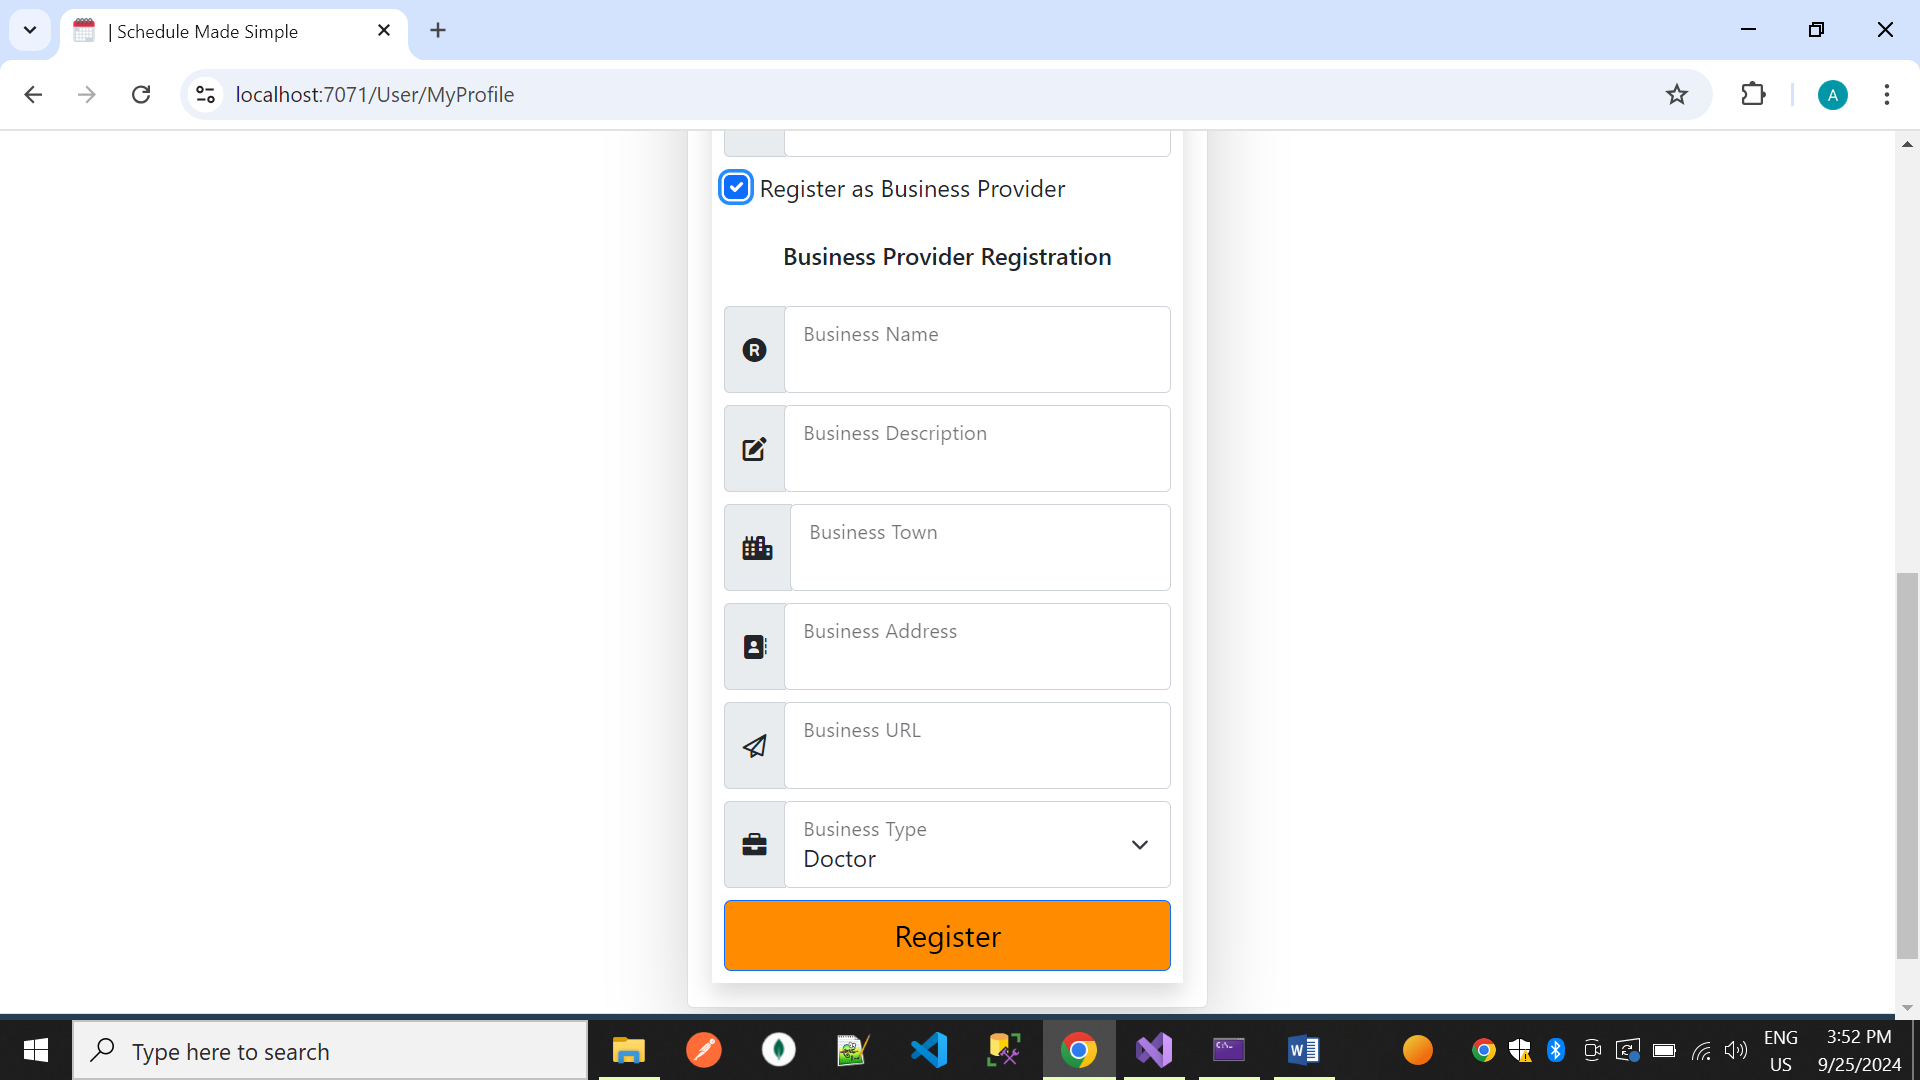 | Schedule Made Simple
localhost:7071/User/MyProfile
A
Register as Business Provider
Business Provider Registration
R
Business Name
Business Description
Business Town
Business Address
Business URL
Business Type
Doctor
Register
Type here to search
C:\_
W
ENG
US
3:52 PM
9/25/2024